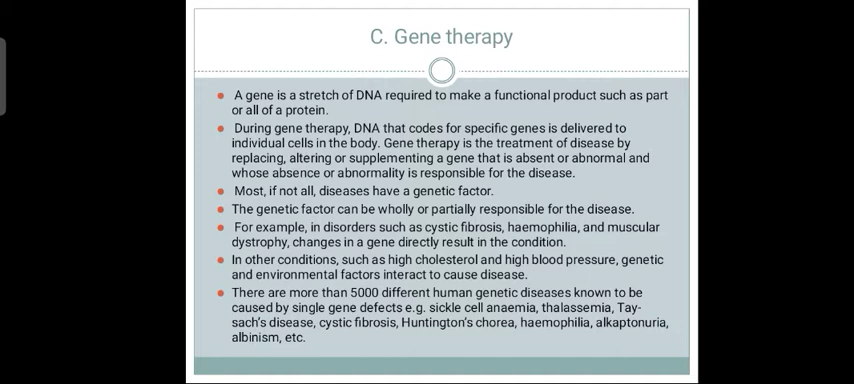 C. Gene therapy
A gene is a stretch of DNA required to make a functional product such as part
or all of a protein.
During gene therapy, DNA that codes for specific genes is delivered to
individual cells in the body. Gene therapy is the treatment of disease by
replacing, altering or supplementing a gene that is absent or abnormal and
whose absence or abnormality is responsible for the disease.
Most, if not all, diseases have a genetic factor.
The genetic factor can be wholly or partially responsible for the disease.
For example, in disorders such as cystic fibrosis, haemophilia, and muscular
dystrophy, changes in a gene directly result in the condition.
In other conditions, such as high cholesterol and high blood pressure, genetic
and environmental factors interact to cause disease.
There are more than 5000 different human genetic diseases known to be
caused by single gene defects e.g. sickle cell anaemia, thalassemia, Tay-
sach's disease, cystic fibrosis, Huntington's chorea, haemophilia, alkaptonuria,
albinism, etc.